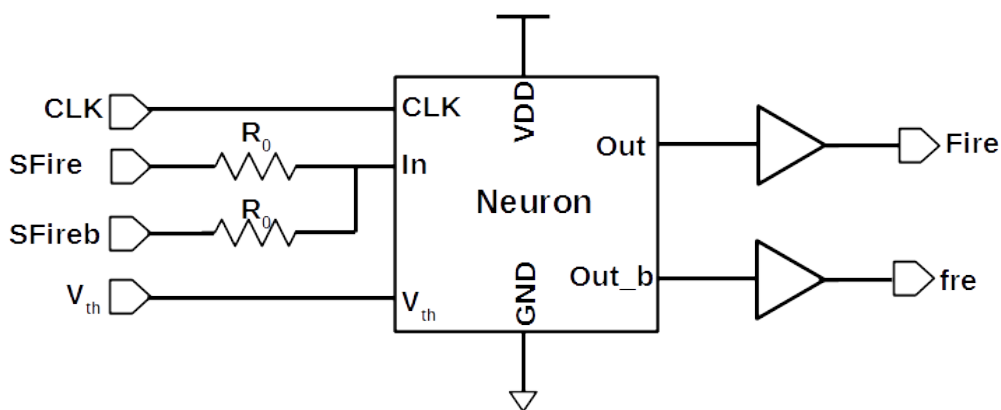 CLK
SFire
SFireb
Vth
R0
R0
CLK
In
Vth
VDD
Neuron
GND
Out
Out_b
Fire
fre